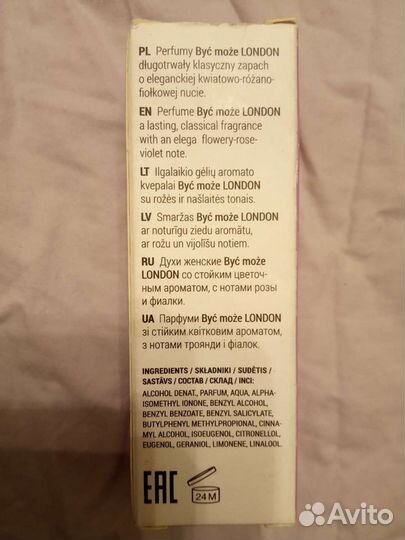 PL Perfumy Być może LONDON
długotrwały klasyczny zapach
o eleganckiej kwiatowo-różano-
fiołkowej nucie.
EN Perfume Być może LONDON
a lasting, classical fragrance
with an elega flowery-rose-
violet note.
LT Ilgalaikio gėlių aromato
kvepalai Być może LONDON
su rožės ir našlaitės tonais.
LV Smaržas Być może LONDON
ar noturīgu ziedu aromātu,
ar rožu un vijolīšu notiem.
RU Духи женские Być może
LONDON со стойким цветоч-
ным ароматом, с нотами розы
и фиалки.
UA Парфуми Być może LONDON
зі стійким квітковим ароматом,
з нотами троянди і фіалок.
INGREDIENTS / SKŁADNIKI / SUDĖTIS /
SASTĀVS / СОСТАВ / СКЛАД / INCI:
ALCOHOL DENAT., PARFUM, AQUA, ALPHA-
ISOMETHYL IONONE, BENZYL ALCOHOL,
BENZYL BENZOATE, BENZYL SALICYLATE,
BUTYLPHENYL METHYLPROPIONAL, CINNA-
MYL ALCOHOL, ISOEUGENOL, CITRONELLOL,
EUGENOL, GERANIOL, LIMONENE, LINALOOL.
EAC
24 M
Avito